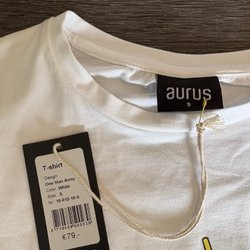 aurus
S
T-shirt
Design:
One Man Army
Color: White
Size: S
€79,-